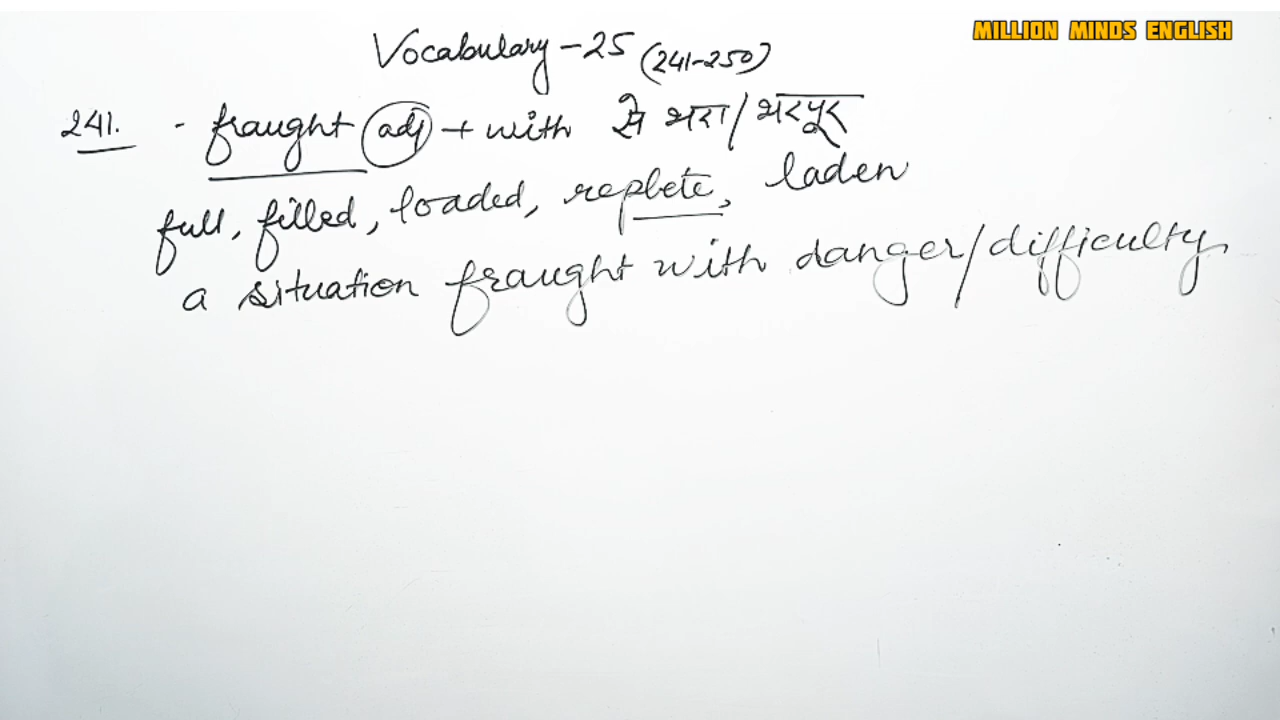 MILLION MINDS ENGLISH
Vocabulary - 25 (241-250)
241. - fraught (adj) + with से भरा/भरपूर
full, filled, loaded, replete, laden
a situation fraught with danger/difficulty